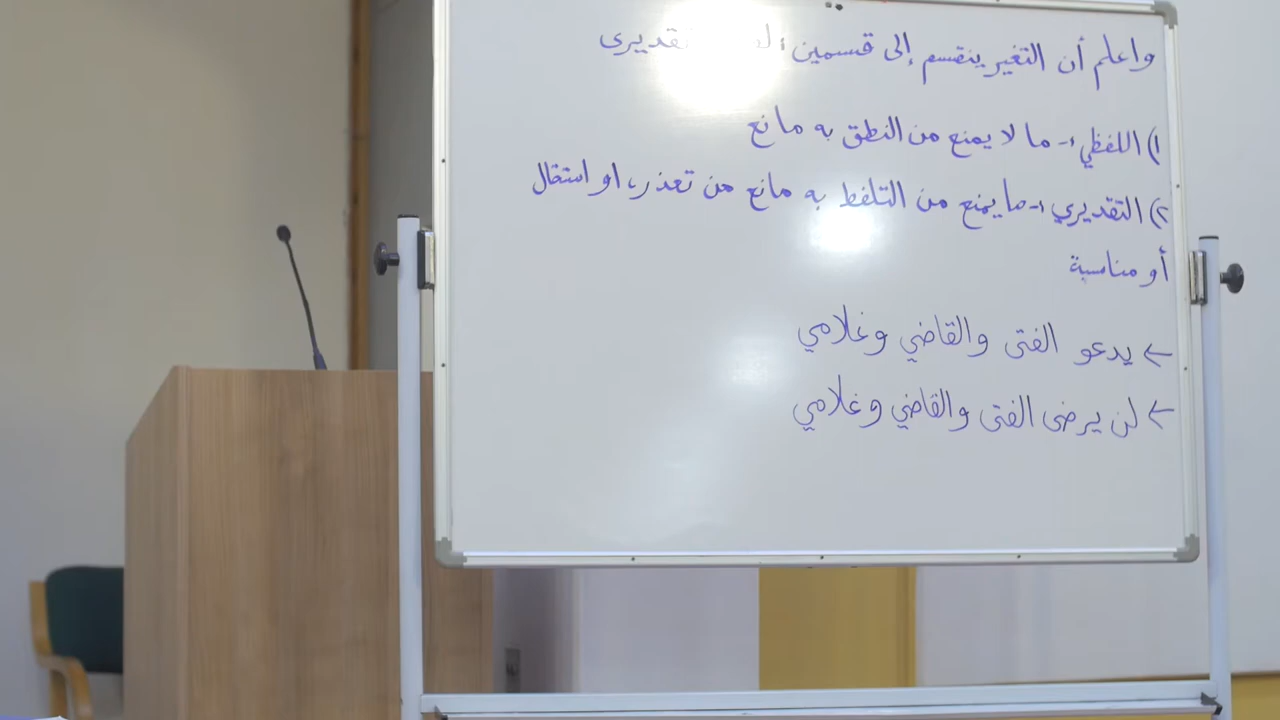 واعلم أن التغير ينقسم إلى قسمين :
١) اللفظي :- ما لا يمنع من النطق به مانع
٢) التقديري :- ما يمنع من التلفظ به مانع من تعذر، او استثقال
أو مناسبة
← يدعو الفتى والقاضي وغلامي
← لن يرضى الفتى والقاضي وغلامي